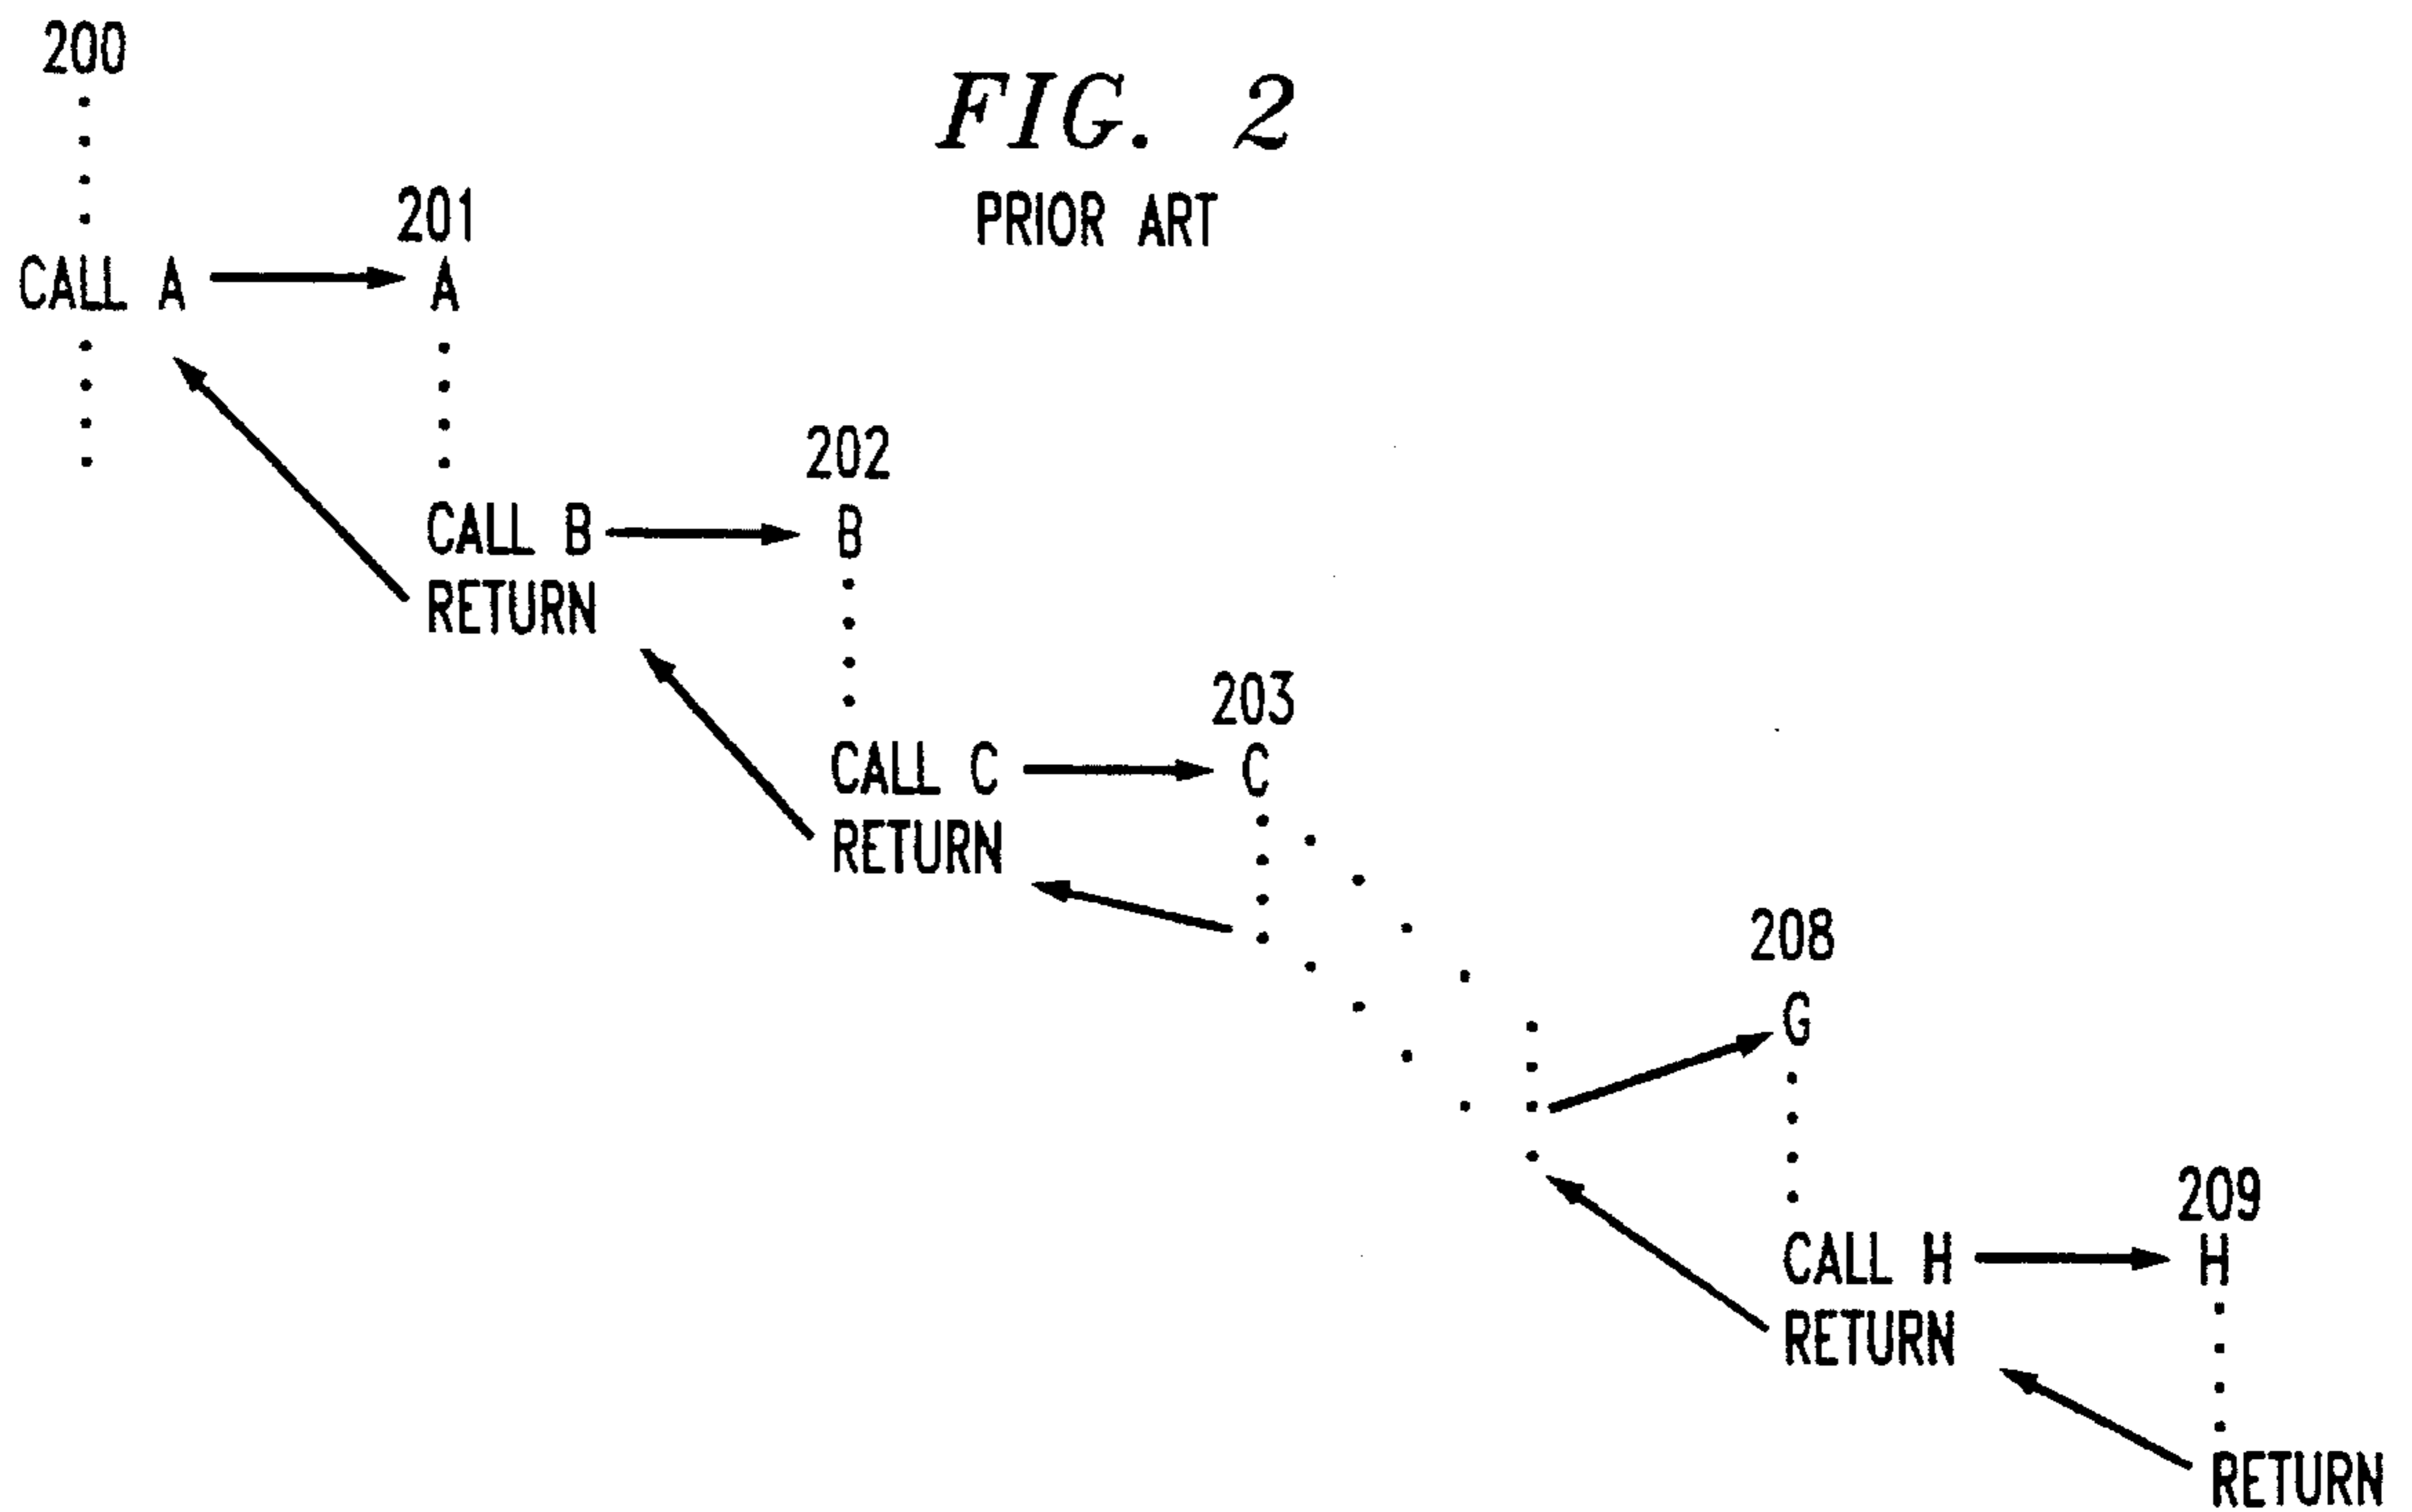 200
FIG. 2
PRIOR ART
201
CALL A
A
202
CALL B
B
RETURN
203
CALL C
C
RETURN
208
G
209
CALL H
H
RETURN
RETURN